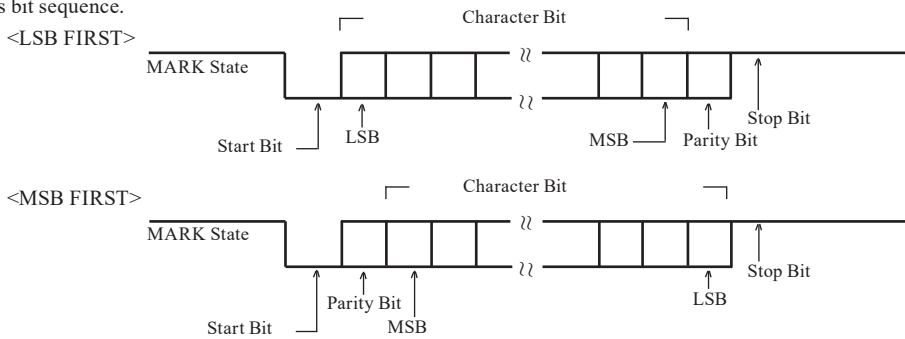 s bit sequence.
Character Bit
<LSB FIRST>
MARK State
Start Bit
LSB
MSB
Parity Bit
Stop Bit
Character Bit
<MSB FIRST>
MARK State
Start Bit
Parity Bit
MSB
LSB
Stop Bit